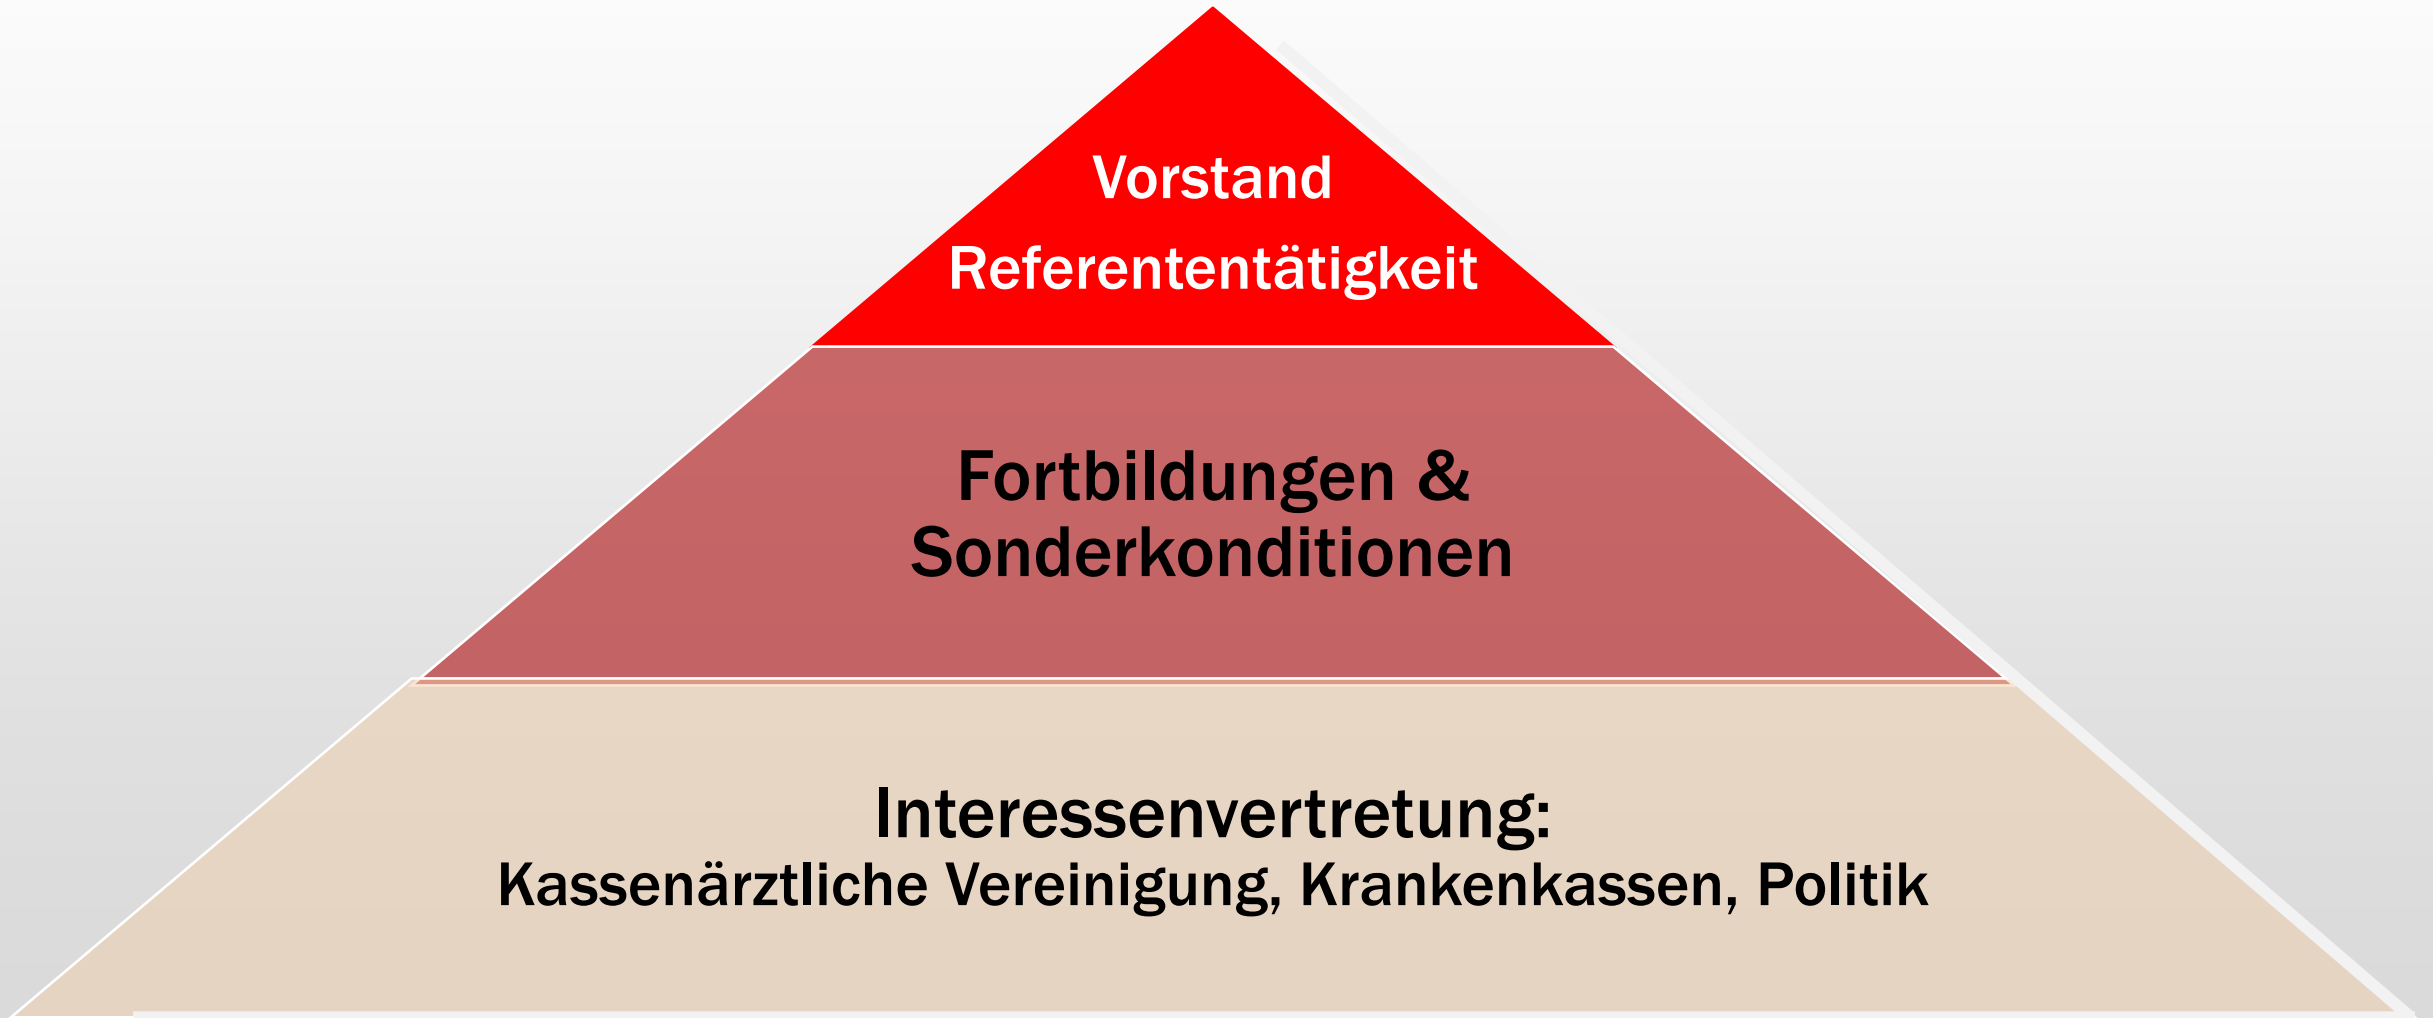 Vorstand
Referententätigkeit
Fortbildungen &
Sonderkonditionen
Interessenvertretung:
Kassenärztliche Vereinigung, Krankenkassen, Politik